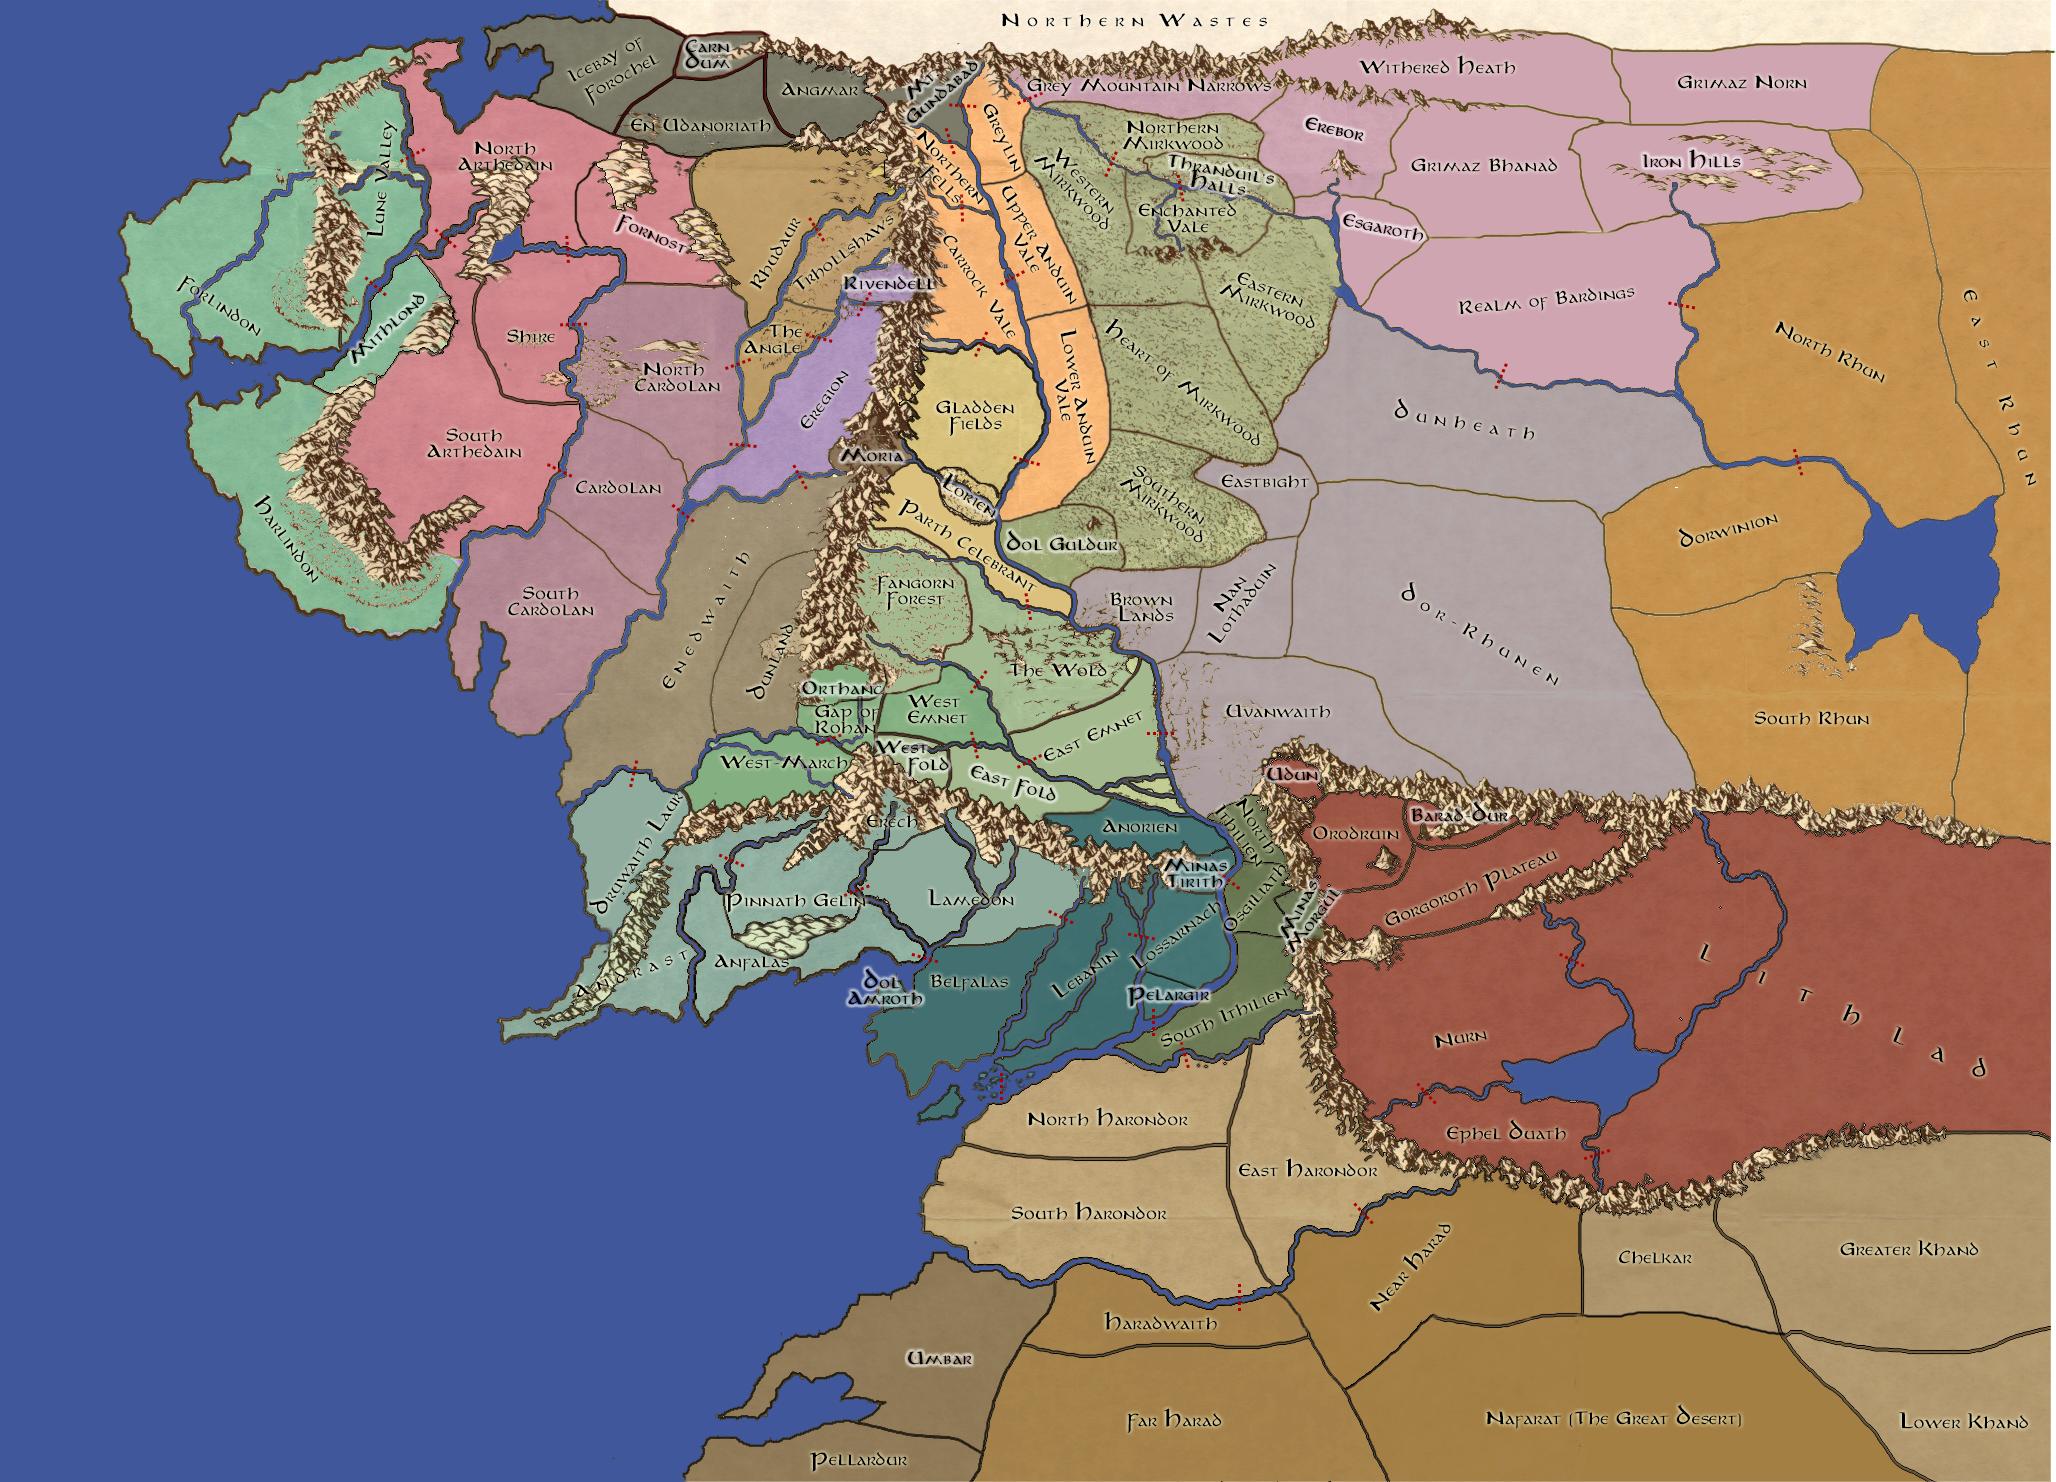 Northern Wastes
Icebay of
Forochel
Carn
Dum
Angmar
Mt
Gundabad
Grey Mountain Narrows
Withered Heath
Grimaz Norn
En Udanoriath
Lune Valley
North
Arthedain
Fornost
Northern
Fells
Greylin
Western
Mirkwood
Northern
Mirkwood
Thranduil's
Halls
Enchanted
Vale
Erebor
Grimaz Bhanad
Iron Hills
Esgaroth
Forlindon
Mithlond
Shire
Rhudaur
Trhollshaws
Rivendell
The
Angle
Carrock Vale
Upper Anduin
Vale
Eastern
Mirkwood
Realm of Bardings
North Rhun
East Rhun
North
Cardolan
Eregion
Gladden
Fields
Lower Anduin
Vale
Heart of Mirkwood
Dunheath
South
Arthedain
Moria
Harlindon
Cardolan
Lorien
Parth Celebrant
Southern
Mirkwood
Eastbight
Dol Guldur
Dorwinion
South
Cardolan
Enedwaith
Dunland
Fangorn
Forest
Brown
Lands
Nan
Lothaduin
Dor-Rhunen
The Wold
Orthanc
Gap of
Rohan
West
Emnet
East Emnet
Uvanwaith
South Rhun
West-March
West
Fold
East Fold
Udun
Druwaith Laur
Erech
Anorien
North
Ithilien
Orodruin
Barad-Dur
Minas
Tirith
Gorgoroth Plateau
Pinnath Gelin
Lamedon
Lossarnach
Osgiliath
Minas
Morgul
Andrast
Anfalas
Dol
Amroth
Belfalas
Lebanin
Pelargir
South Ithilien
Lithlad
Nurn
Ephel Duath
North Harondor
East Harondor
South Harondor
Near Harad
Chelkar
Greater Khand
Haradwaith
Umbar
Far Harad
Nafarat (The Great Desert)
Lower Khand
Pellardur